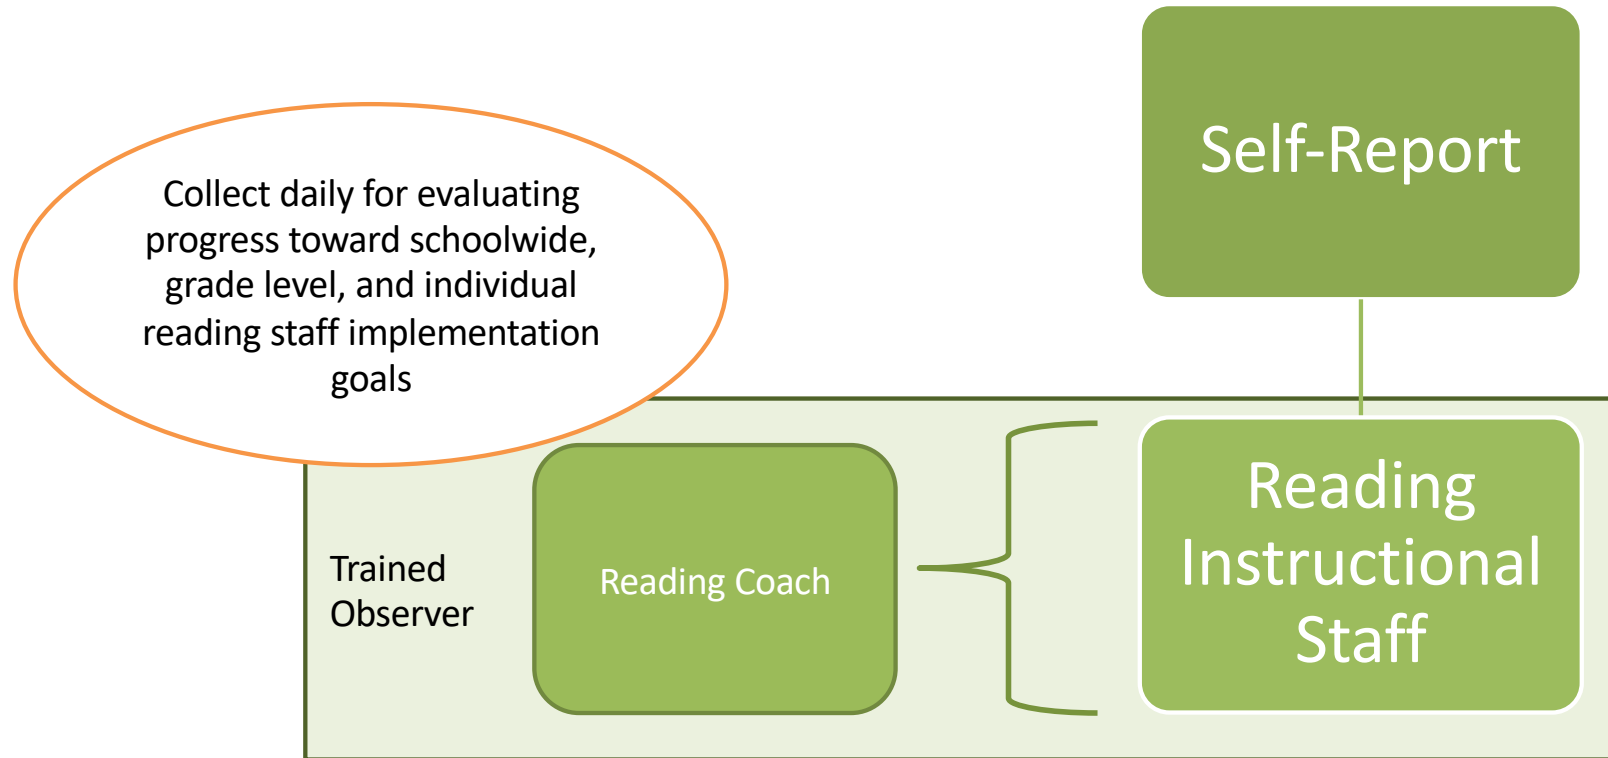 Self-Report
Collect daily for evaluating
progress toward schoolwide,
grade level, and individual
reading staff implementation
goals
Trained
Observer
Reading Coach
Reading
Instructional
Staff